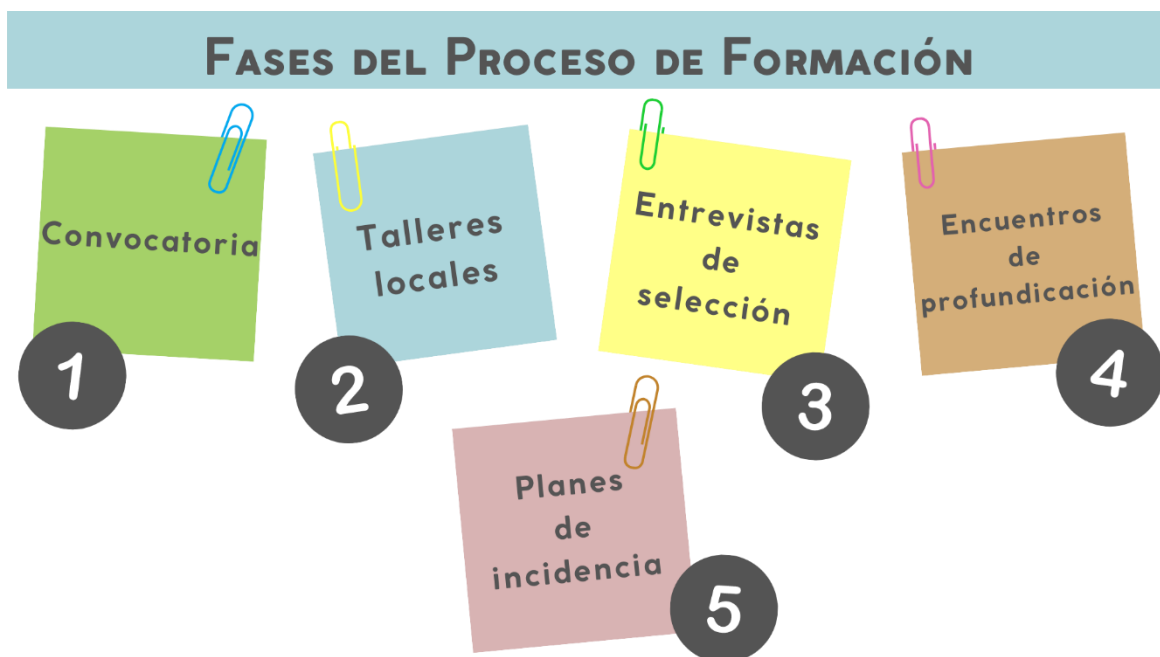 Fases del Proceso de Formación
Convocatoria
1
Talleres
locales
2
Entrevistas
de
selección
3
Encuentros
de
profundicación
4
Planes
de
incidencia
5